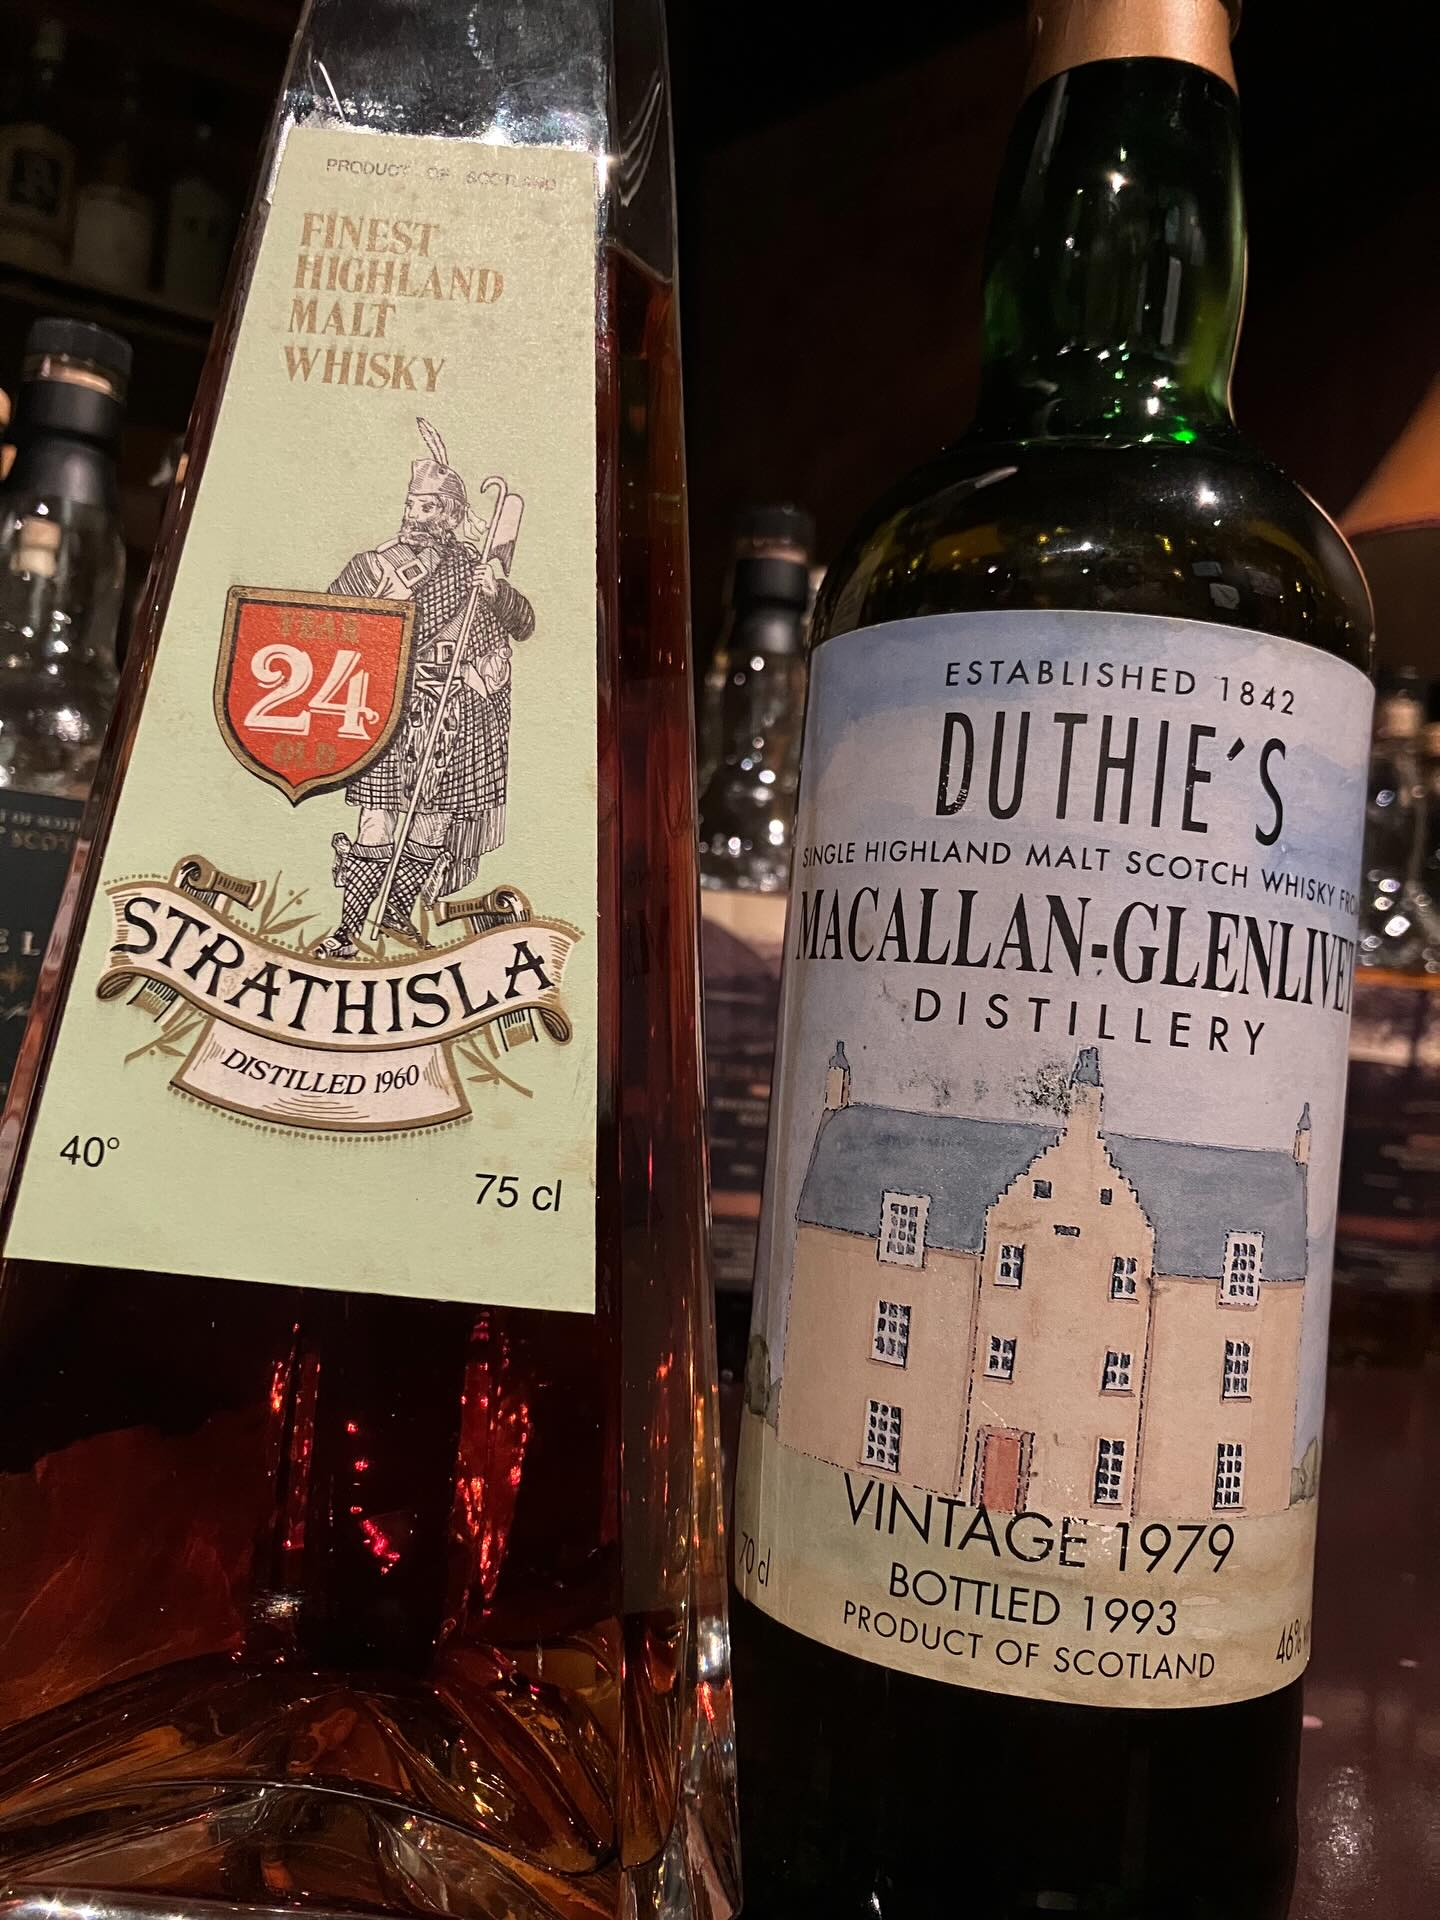 PRODUCT OF SCOTLAND
FINEST
HIGHLAND
MALT
WHISKY
YEAR
24
OLD
STRATHISLA
DISTILLED 1960
40°
75 cl
ESTABLISHED 1842
DUTHIE'S
SINGLE HIGHLAND MALT SCOTCH WHISKY FROM
MACALLAN-GLENLIVET
DISTILLERY
VINTAGE 1979
70 cl
BOTTLED 1993
PRODUCT OF SCOTLAND
46%